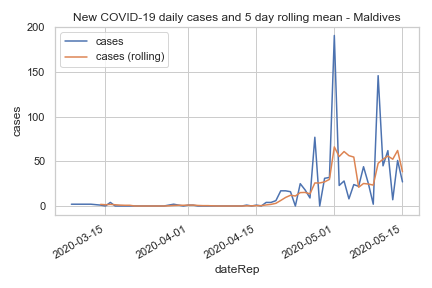 New COVID-19 daily cases and 5 day rolling mean - Maldives
200
150
100
50
0
cases
cases (rolling)
cases
2020-03-15
2020-04-01
2020-04-15
2020-05-01
2020-05-15
dateRep